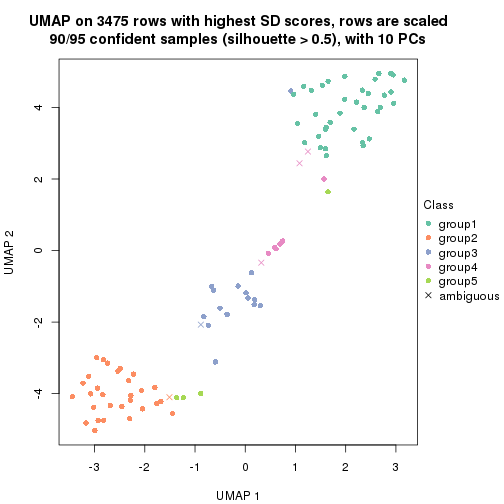 UMAP on 3475 rows with highest SD scores, rows are scaled
90/95 confident samples (silhouette > 0.5), with 10 PCs
4
2
0
-2
-4
UMAP 2
-3
-2
-1
0
1
2
3
UMAP 1
Class
group1
group2
group3
group4
group5
ambiguous